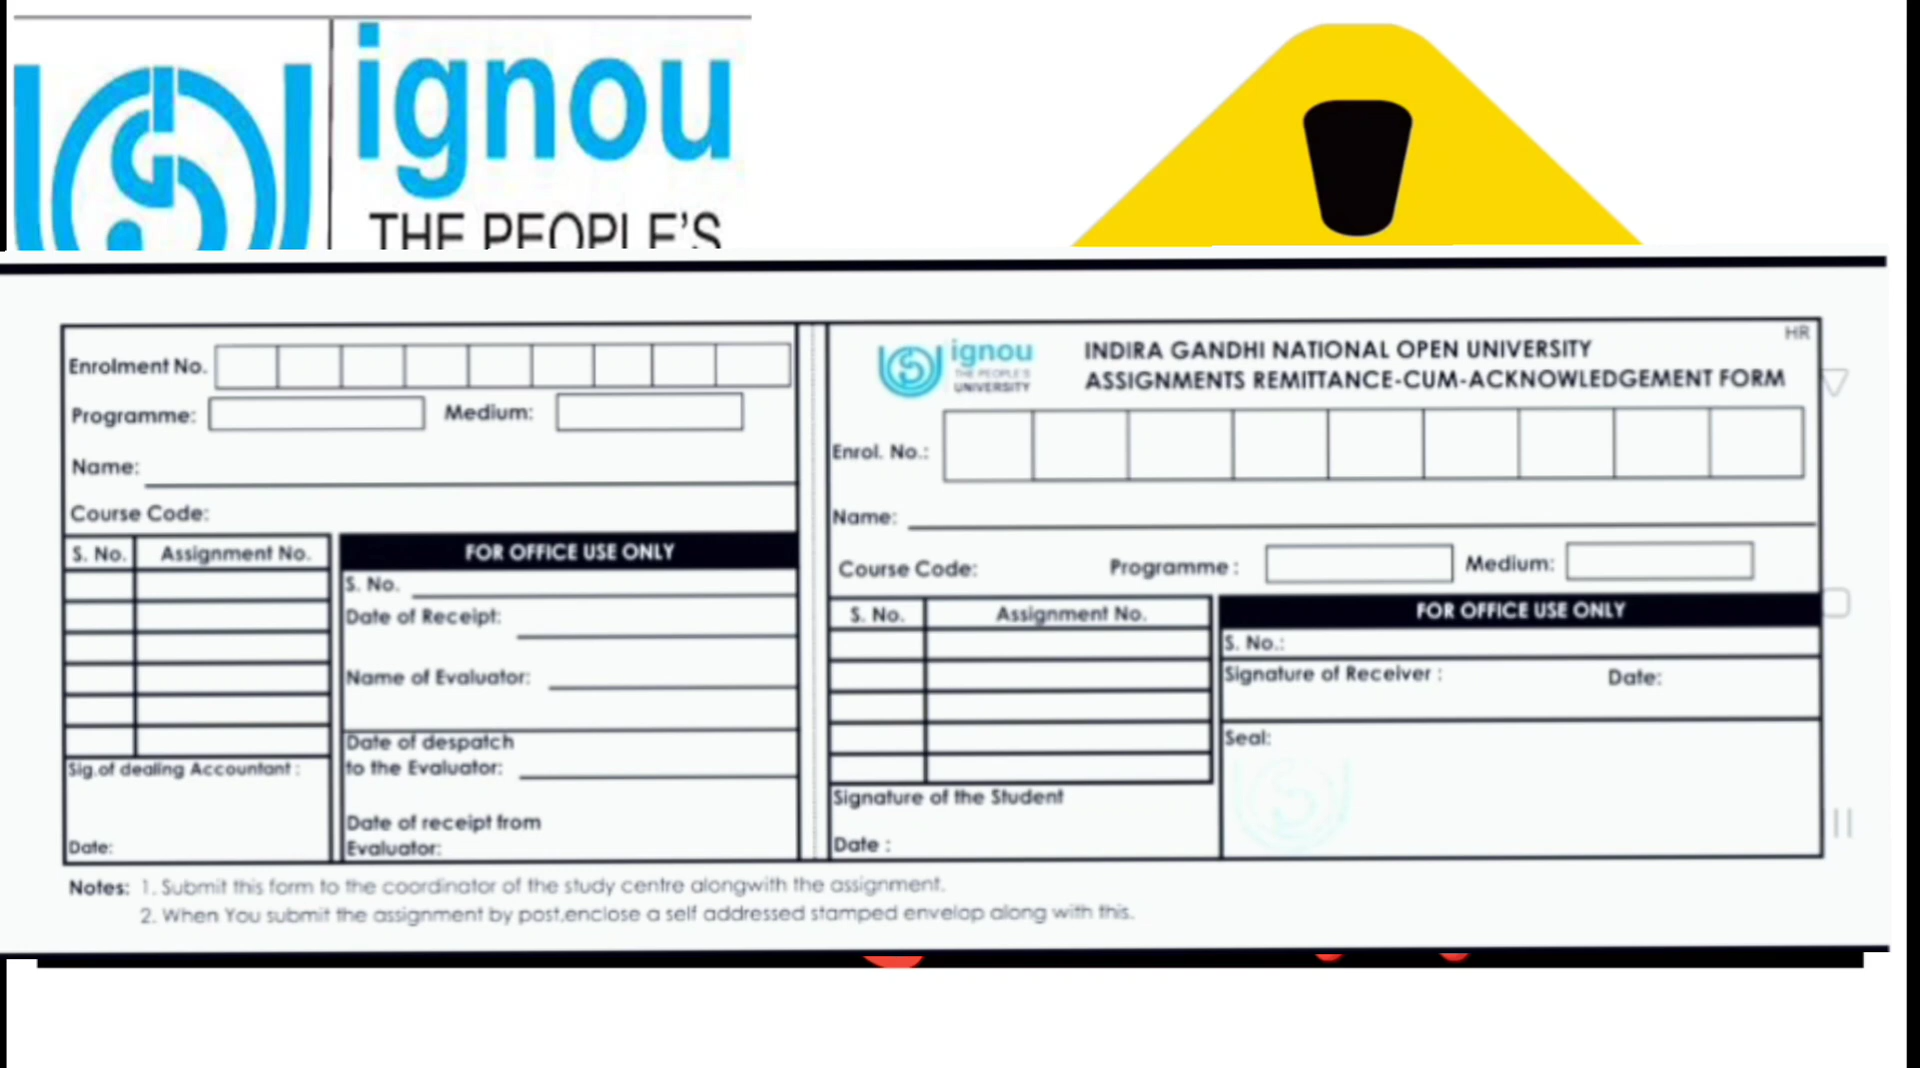 ignou
THE PEOPLE'S
Enrolment No.
Programme: Medium:
Name:
Course Code:
S. No. Assignment No.
FOR OFFICE USE ONLY
S. No.
Date of Receipt:
Name of Evaluator:
Date of despatch
to the Evaluator:
Date of receipt from
Evaluator:
Sig.of dealing Accountant :
Date:
HR
ignou
THE PEOPLE'S
UNIVERSITY
INDIRA GANDHI NATIONAL OPEN UNIVERSITY
ASSIGNMENTS REMITTANCE-CUM-ACKNOWLEDGEMENT FORM
Enrol. No.:
Name:
Course Code: Programme : Medium:
S. No. Assignment No.
FOR OFFICE USE ONLY
S. No.:
Signature of Receiver : Date:
Seal:
Signature of the Student
Date :
Notes: 1. Submit this form to the coordinator of the study centre alongwith the assignment.
2. When You submit the assignment by post,enclose a self addressed stamped envelop along with this.